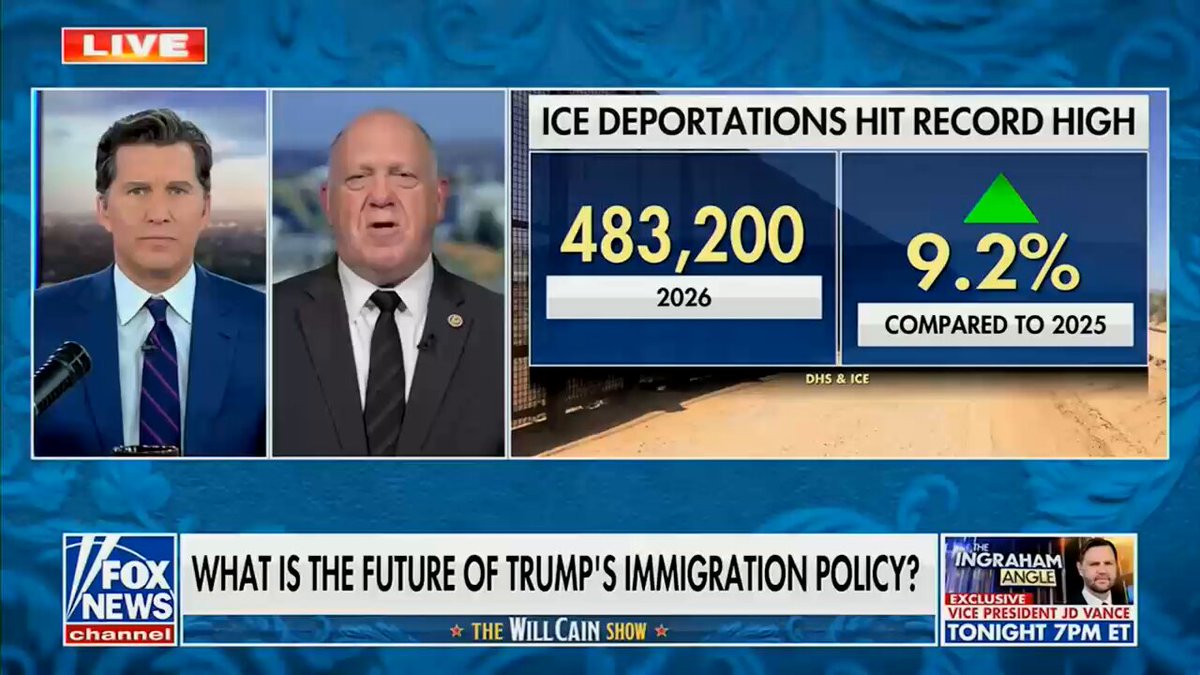 LIVE
ICE DEPORTATIONS HIT RECORD HIGH
483,200
2026
9.2%
COMPARED TO 2025
DHS & ICE
FOX
NEWS
channel
WHAT IS THE FUTURE OF TRUMP'S IMMIGRATION POLICY?
THE WILL CAIN SHOW
THE
INGRAHAM
ANGLE
EXCLUSIVE
VICE PRESIDENT JD VANCE
TONIGHT 7PM ET